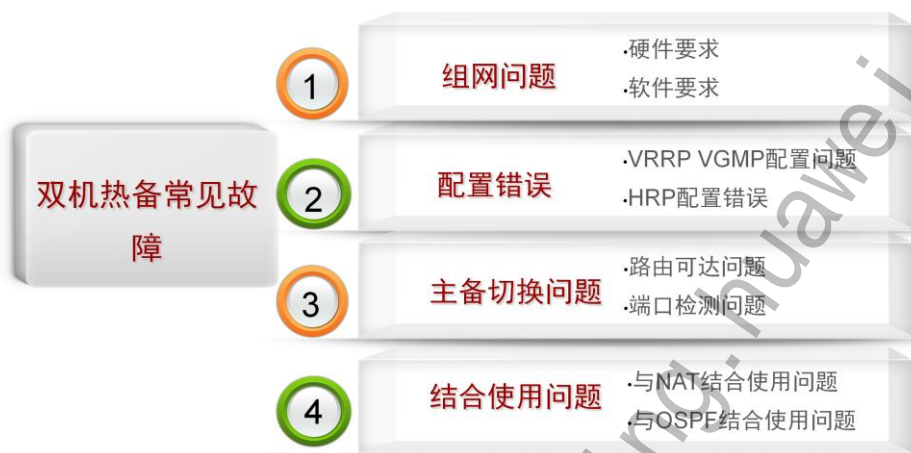 双机热备常见故
障
1
组网问题
·硬件要求
·软件要求
2
配置错误
·VRRP VGMP配置问题
·HRP配置错误
3
主备切换问题
·路由可达问题
·端口检测问题
4
结合使用问题
·与NAT结合使用问题
·与OSPF结合使用问题
ing.huawei